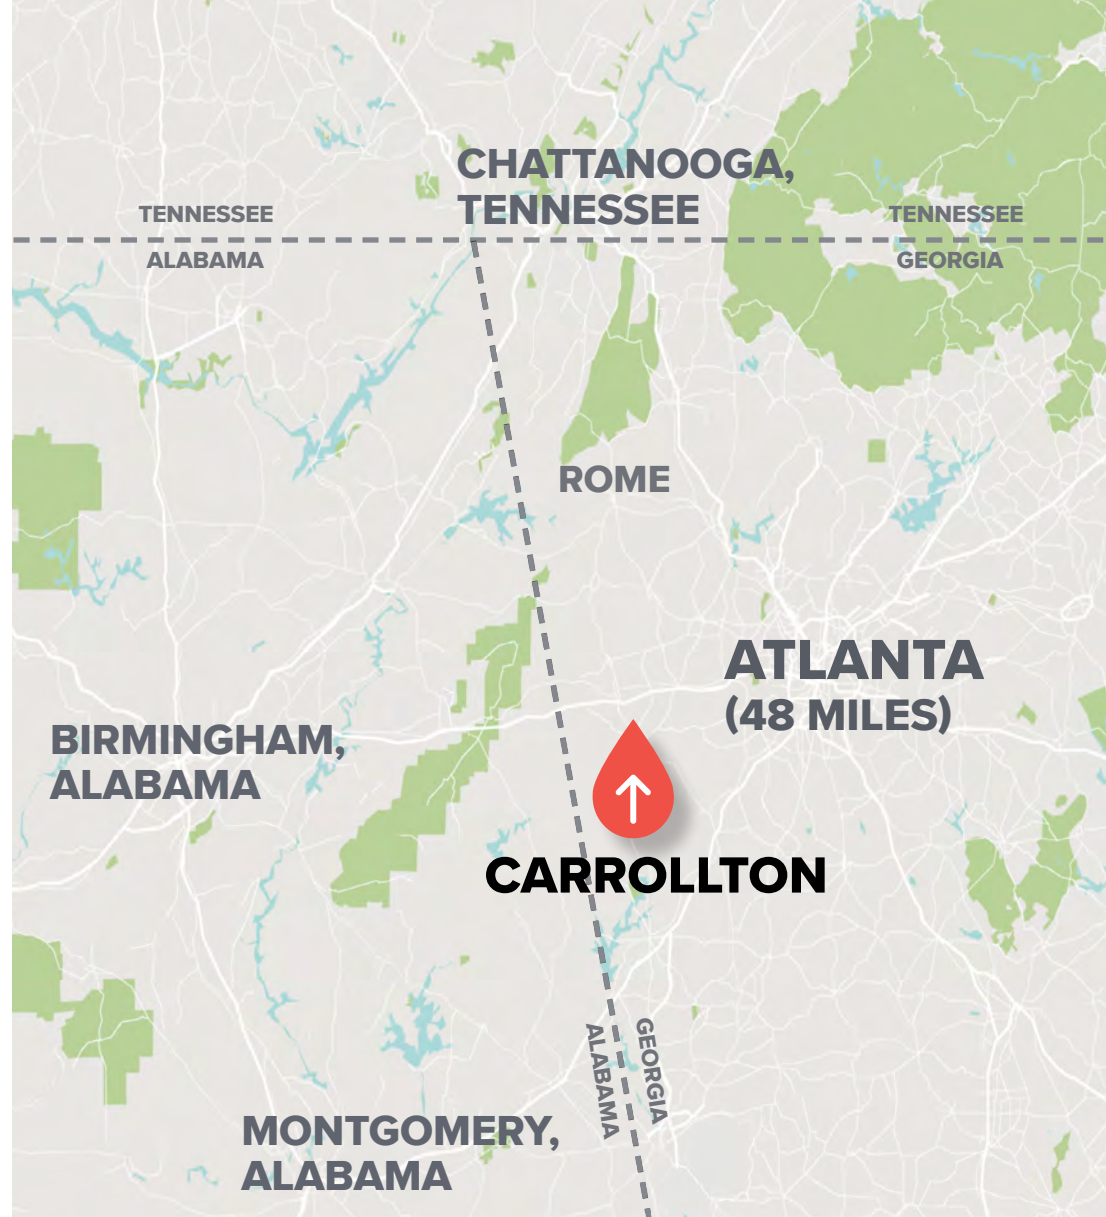 CHATTANOOGA,
TENNESSEE
TENNESSEE
TENNESSEE
ALABAMA
GEORGIA
ROME
ATLANTA
(48 MILES)
BIRMINGHAM,
ALABAMA
CARROLLTON
ALABAMA
GEORGIA
MONTGOMERY,
ALABAMA